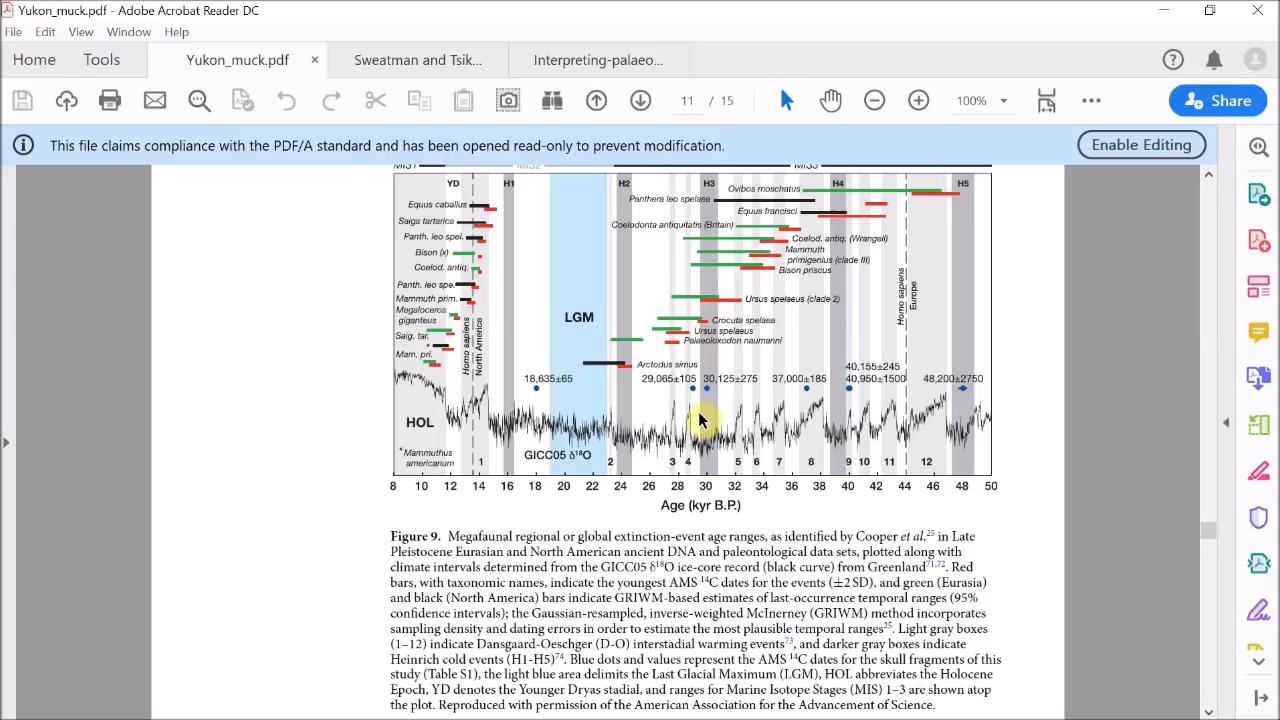 Yukon_muck.pdf - Adobe Acrobat Reader DC
File Edit View Window Help
Home Tools Yukon_muck.pdf × Sweatman and Tsik... Interpreting-palaeo...
11 / 15 100% Share
This file claims compliance with the PDF/A standard and has been opened read-only to prevent modification. Enable Editing
MIS1 MIS2 MIS3
YD H1 H2 H3 H4 H5
Ovibos moschatus
Panthera leo spelaea
Equus caballus
Equus francisci
Saiga tartarica
Coelodonta antiquitatis (Britain)
Panth. leo spel.
Coelod. antiq. (Wrangell)
Bison (x)
Mammuth
primigenius (clade III)
Coelod. antiq.
Bison priscus
Panth. leo spe.
Mammuth prim.
Ursus spelaeus (clade 2)
Megaloceros
giganteus
LGM
Crocuta spelaea
Saig. tar.
Ursus spelaeus
*
Palaeoloxodon naumanni
Mam. pri.
Arctodus simus
Homo sapiens
North America
Homo sapiens
Europe
40,155±245
18,635±65 29,065±105 30,125±275 37,000±185 40,950±1500 48,200±2750
HOL
*Mammuthus
americanum
GICC05 δ18O
1 2 3 4 5 6 7 8 9 10 11 12
8 10 12 14 16 18 20 22 24 26 28 30 32 34 36 38 40 42 44 46 48 50
Age (kyr B.P.)
Figure 9. Megafaunal regional or global extinction-event age ranges, as identified by Cooper et al.25 in Late
Pleistocene Eurasian and North American ancient DNA and paleontological data sets, plotted along with
climate intervals determined from the GICC05 δ18O ice-core record (black curve) from Greenland71,72. Red
bars, with taxonomic names, indicate the youngest AMS 14C dates for the events (±2 SD), and green (Eurasia)
and black (North America) bars indicate GRIWM-based estimates of last-occurrence temporal ranges (95%
confidence intervals); the Gaussian-resampled, inverse-weighted McInerney (GRIWM) method incorporates
sampling density and dating errors in order to estimate the most plausible temporal ranges25. Light gray boxes
(1–12) indicate Dansgaard-Oeschger (D-O) interstadial warming events73, and darker gray boxes indicate
Heinrich cold events (H1-H5)74. Blue dots and values represent the AMS 14C dates for the skull fragments of this
study (Table S1), the light blue area delimits the Last Glacial Maximum (LGM), HOL abbreviates the Holocene
Epoch, YD denotes the Younger Dryas stadial, and ranges for Marine Isotope Stages (MIS) 1–3 are shown atop
the plot. Reproduced with permission of the American Association for the Advancement of Science.